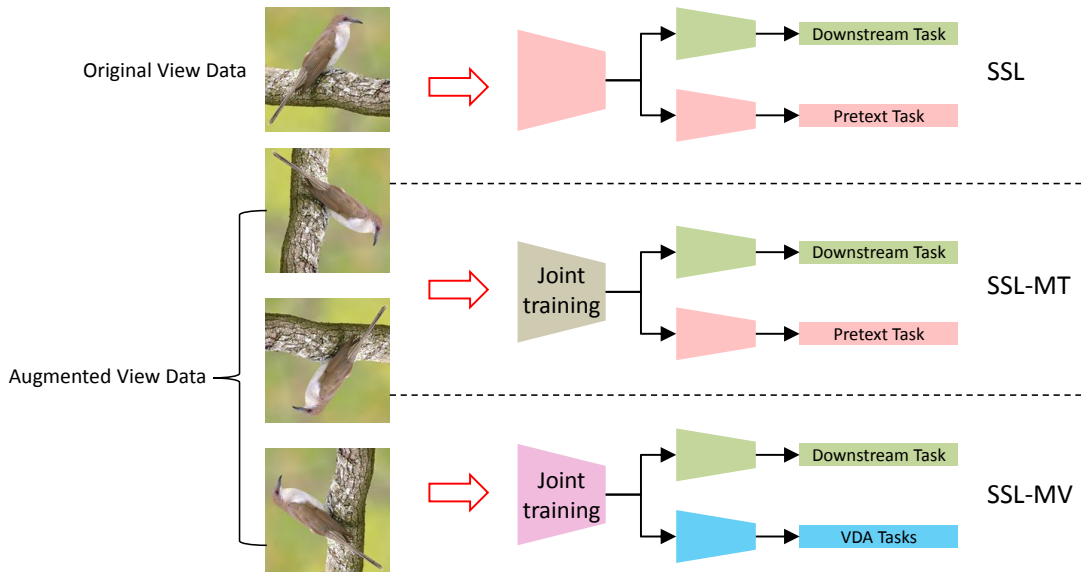 Original View Data
Downstream Task
SSL
Pretext Task
Joint
training
Downstream Task
SSL-MT
Pretext Task
Augmented View Data
Joint
training
Downstream Task
SSL-MV
VDA Tasks